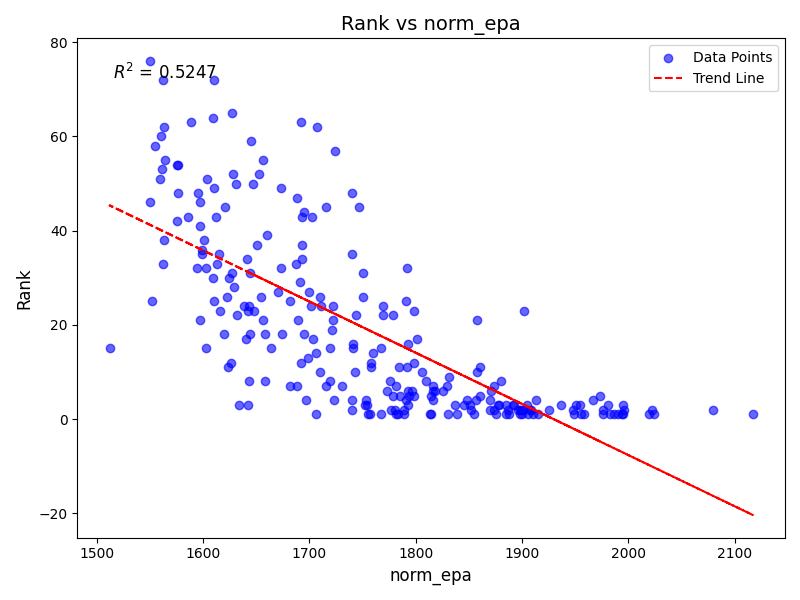 Rank vs norm_epa
R² = 0.5247
Data Points
Trend Line
80
60
40
20
0
−20
Rank
1500 1600 1700 1800 1900 2000 2100
norm_epa